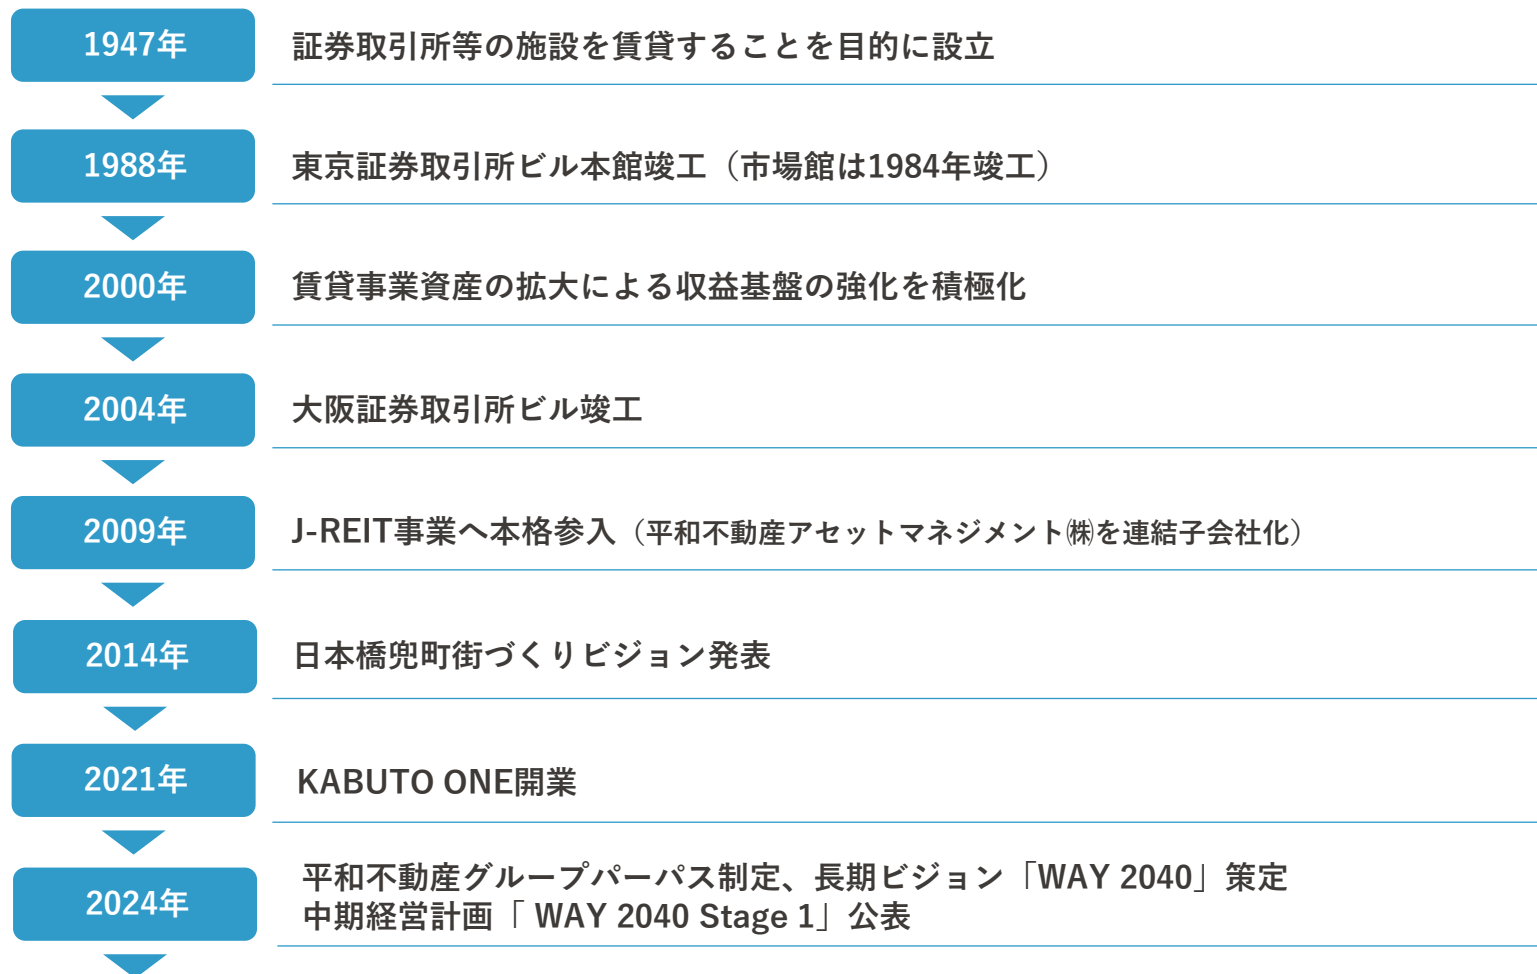 1947年
証券取引所等の施設を賃貸することを目的に設立
1988年
東京証券取引所ビル本館竣工（市場館は1984年竣工）
2000年
賃貸事業資産の拡大による収益基盤の強化を積極化
2004年
大阪証券取引所ビル竣工
2009年
J-REIT事業へ本格参入（平和不動産アセットマネジメント㈱を連結子会社化）
2014年
日本橋兜町街づくりビジョン発表
2021年
KABUTO ONE開業
2024年
平和不動産グループパーパス制定、長期ビジョン「WAY 2040」策定
中期経営計画「 WAY 2040 Stage 1」公表